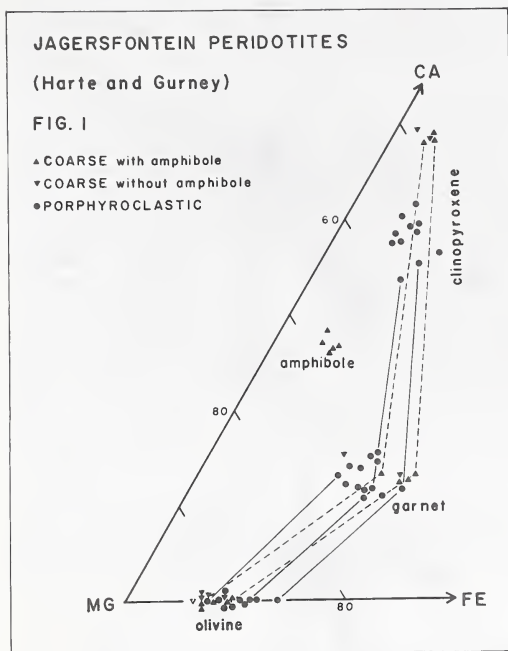 JAGERSFONTEIN PERIDOTITES
(Harte and Gurney)
FIG. I
▲ COARSE with amphibole
▼ COARSE without amphibole
● PORPHYROCLASTIC
CA
60
clinopyroxene
amphibole
80
garnet
MG
80
FE
olivine